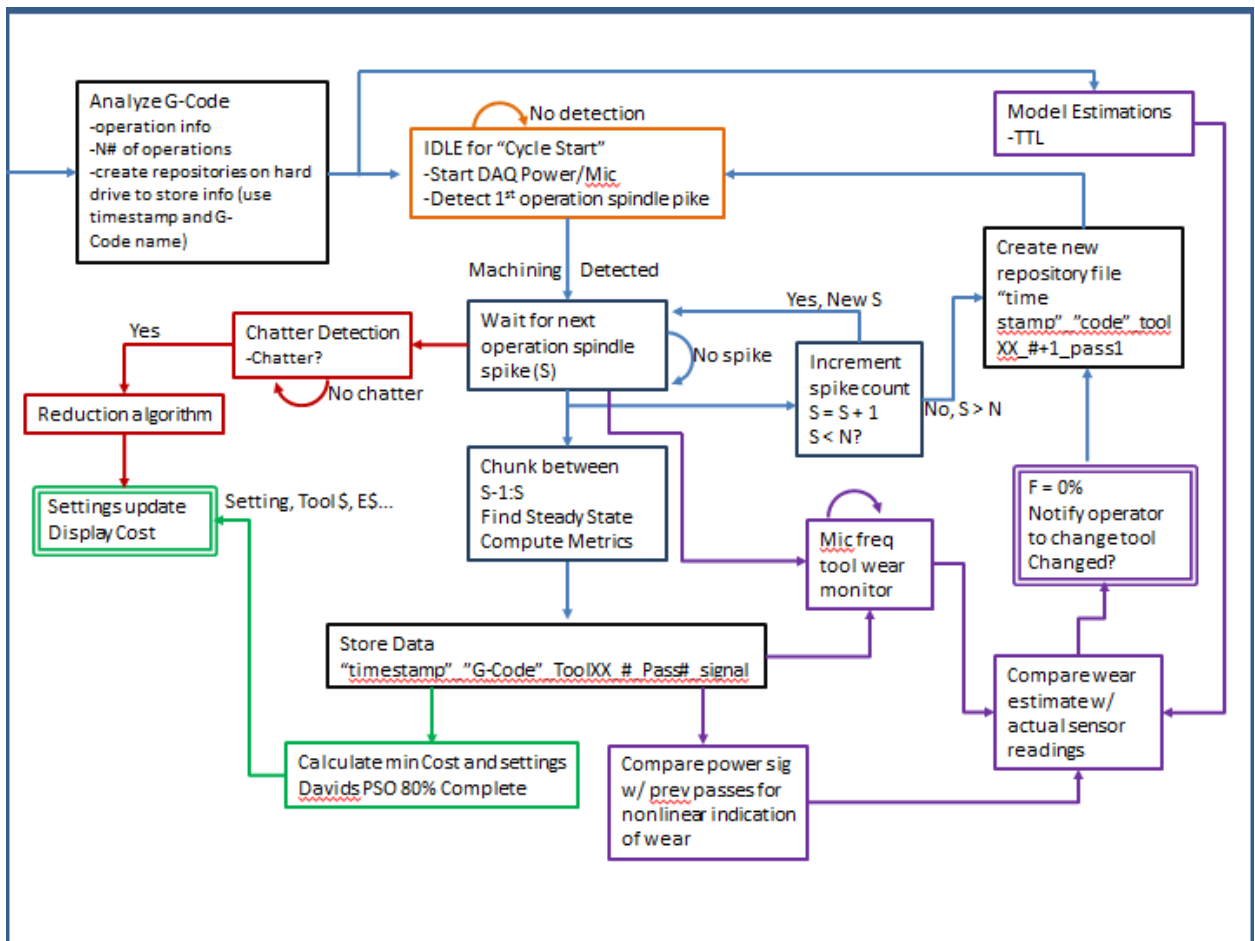 Analyze G-Code
-operation info
-N# of operations
-create repositories on hard
drive to store info (use
timestamp and G-
Code name)
No detection
IDLE for “Cycle Start”
-Start DAQ Power/Mic
-Detect 1st operation spindle pike
Model Estimations
-TTL
Machining Detected
Create new
repository file
“time
stamp”_”code”_tool
XX_#+1_pass1
Yes, New S
Wait for next
operation spindle
spike (S)
No spike
Yes
Chatter Detection
-Chatter?
No chatter
Increment
spike count
S = S + 1
S < N?
No, S > N
Reduction algorithm
Chunk between
S-1:S
Find Steady State
Compute Metrics
Settings update
Display Cost
Setting, Tool $, E$...
F = 0%
Notify operator
to change tool
Changed?
Mic freq
tool wear
monitor
Store Data
“timestamp”_”G-Code”_ToolXX_#_Pass#_signal
Compare wear
estimate w/
actual sensor
readings
Calculate min Cost and settings
Davids PSO 80% Complete
Compare power sig
w/ prev passes for
nonlinear indication
of wear